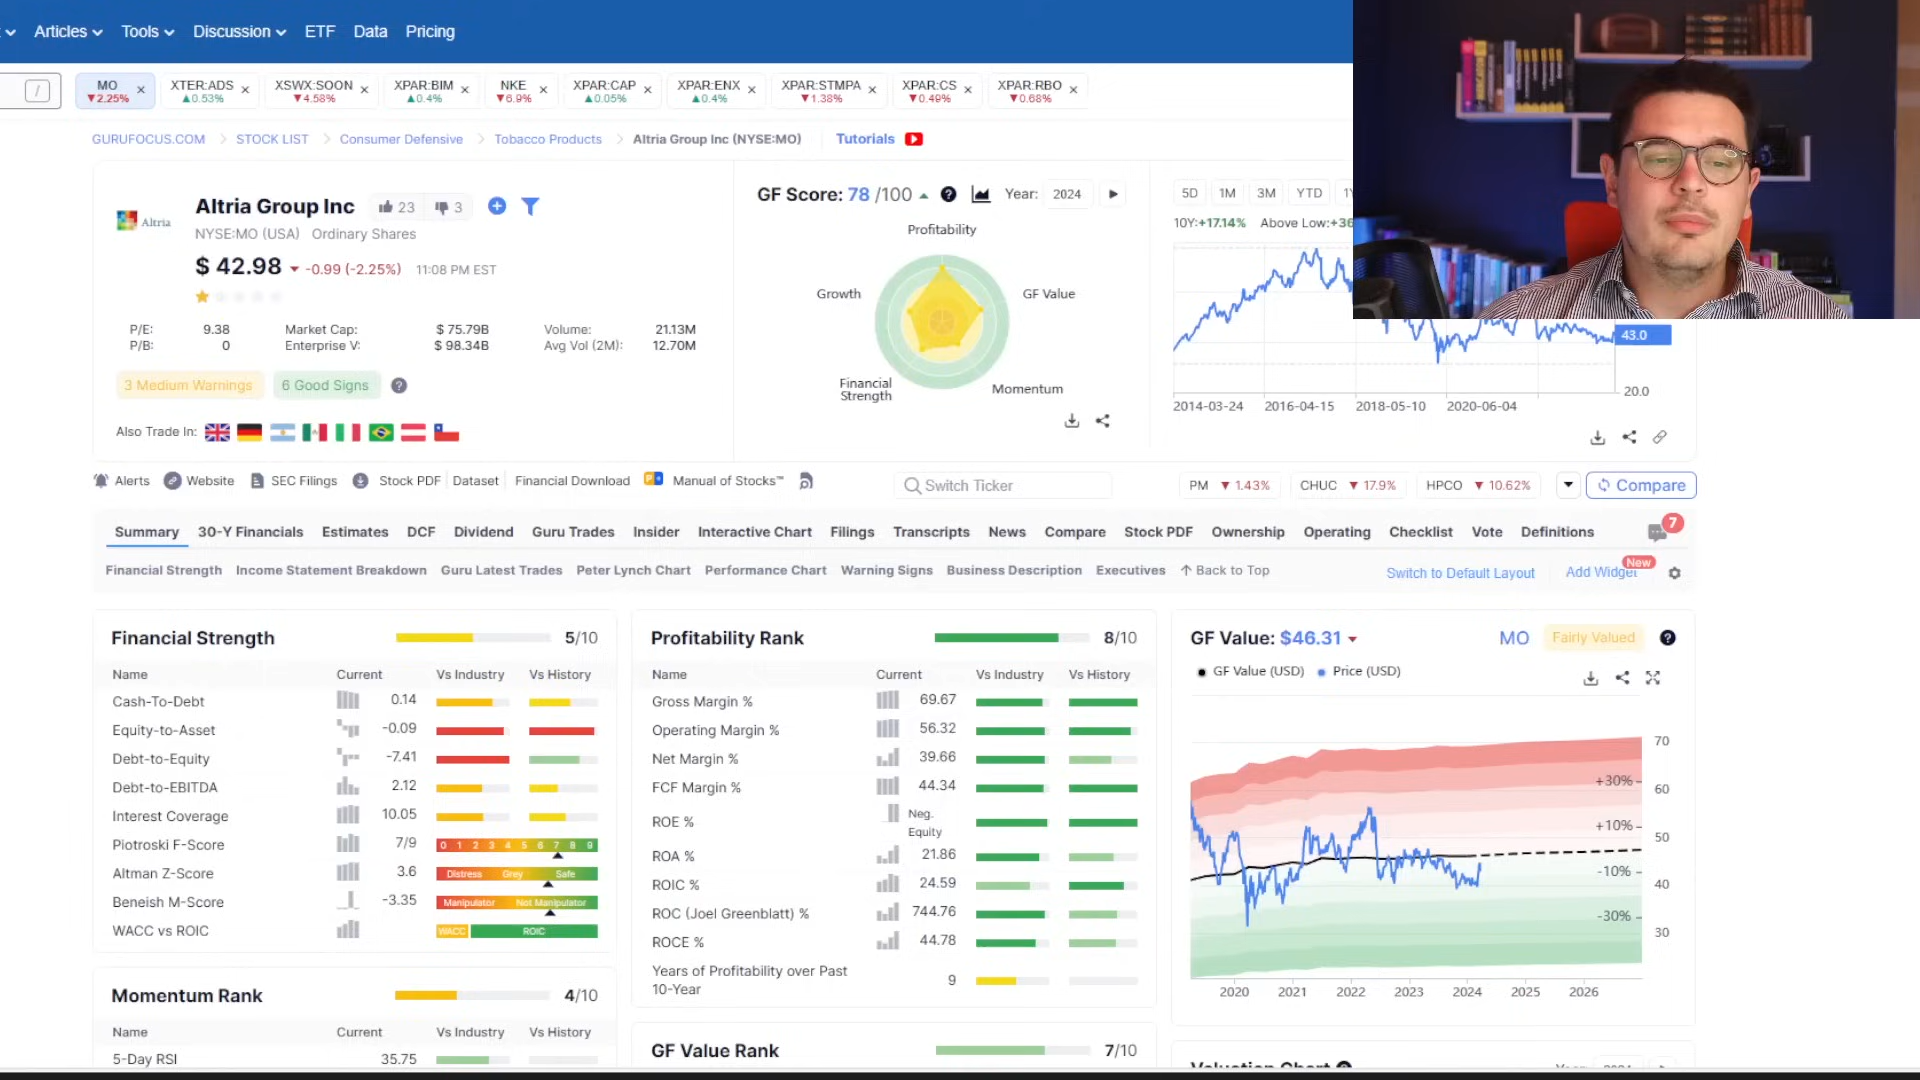 Articles Tools Discussion ETF Data Pricing
/ MO XTER:ADS XSWX:SOON XPAR:BIM NKE XPAR:CAP XPAR:ENX XPAR:STMPA XPAR:CS XPAR:RBO
▼2.25% ▲0.53% ▼4.58% ▲0.4% ▼6.9% ▲0.05% ▲0.4% ▼1.38% ▼0.49% ▼0.68%
GURUFOCUS.COM STOCK LIST Consumer Defensive Tobacco Products Altria Group Inc (NYSE:MO) Tutorials
Altria
Altria Group Inc 23 3
NYSE:MO (USA) Ordinary Shares
$ 42.98 -0.99 (-2.25%) 11:08 PM EST
P/E: 9.38 Market Cap: $ 75.79B Volume: 21.13M
P/B: 0 Enterprise V: $ 98.34B Avg Vol (2M): 12.70M
3 Medium Warnings 6 Good Signs ?
Also Trade In:
GF Score: 78 /100 ? Year: 2024
Profitability
Growth GF Value
Financial Strength Momentum
5D 1M 3M YTD
10Y:+17.14% Above Low:+36
43.0
20.0
2014-03-24 2016-04-15 2018-05-10 2020-06-04
Alerts Website SEC Filings Stock PDF Dataset Financial Download Manual of Stocks™
Switch Ticker PM ▼ 1.43% CHUC ▼ 17.9% HPCO ▼ 10.62% Compare
Summary 30-Y Financials Estimates DCF Dividend Guru Trades Insider Interactive Chart Filings Transcripts News Compare Stock PDF Ownership Operating Checklist Vote Definitions 7
Financial Strength Income Statement Breakdown Guru Latest Trades Peter Lynch Chart Performance Chart Warning Signs Business Description Executives Back to Top Switch to Default Layout Add Widget New
Financial Strength 5/10
Name Current Vs Industry Vs History
Cash-To-Debt 0.14
Equity-to-Asset -0.09
Debt-to-Equity -7.41
Debt-to-EBITDA 2.12
Interest Coverage 10.05
Piotroski F-Score 7/9 0 1 2 3 4 5 6 7 8 9
Altman Z-Score 3.6 Distress Grey Safe
Beneish M-Score -3.35 Manipulator Not Manipulator
WACC vs ROIC WACC ROIC
Momentum Rank 4/10
Name Current Vs Industry Vs History
5-Day RSI 35.75
Profitability Rank 8/10
Name Current Vs Industry Vs History
Gross Margin % 69.67
Operating Margin % 56.32
Net Margin % 39.66
FCF Margin % 44.34
ROE % Neg. Equity
ROA % 21.86
ROIC % 24.59
ROC (Joel Greenblatt) % 744.76
ROCE % 44.78
Years of Profitability over Past
10-Year 9
GF Value Rank 7/10
GF Value: $46.31 MO Fairly Valued ?
GF Value (USD) Price (USD)
70
+30%
60
+10%
50
-10%
40
-30%
30
2020 2021 2022 2023 2024 2025 2026
Valuation Chart